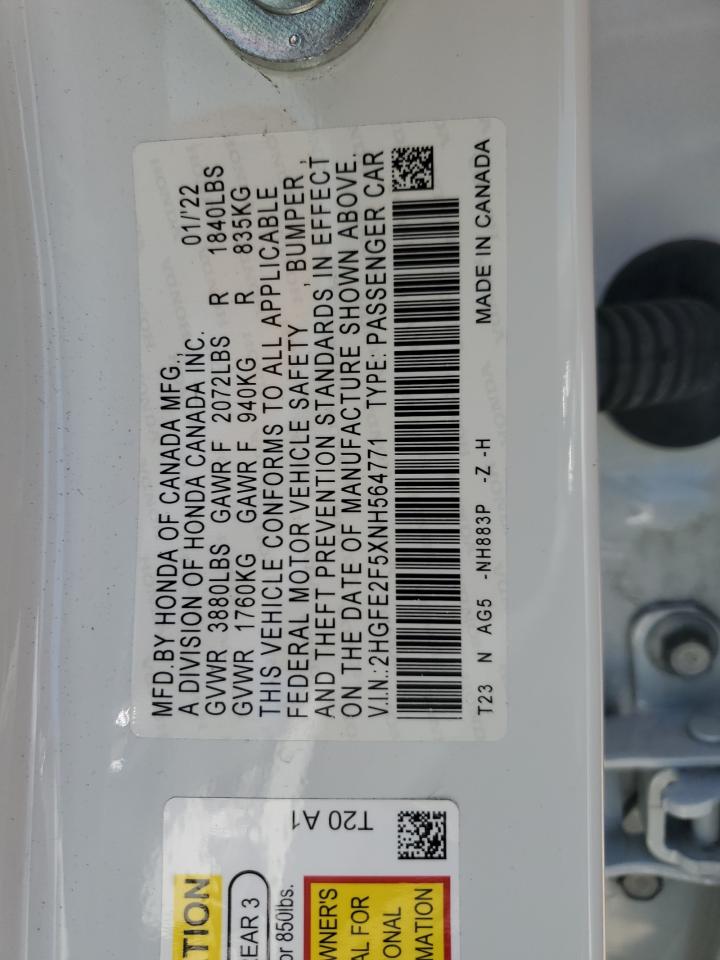 MFD.BY HONDA OF CANADA MFG.,
A DIVISION OF HONDA CANADA INC. 01/'22
GVWR 3880LBS GAWR F 2072LBS R 1840LBS
GVWR 1760KG GAWR F 940KG R 835KG
THIS VEHICLE CONFORMS TO ALL APPLICABLE
FEDERAL MOTOR VEHICLE SAFETY , BUMPER ,
AND THEFT PREVENTION STANDARDS IN EFFECT
ON THE DATE OF MANUFACTURE SHOWN ABOVE.
V.I.N.:2HGFE2F5XNH564771 TYPE: PASSENGER CAR
T23 N AG5 -NH883P -Z -H MADE IN CANADA
T20 A1
TION
EAR 3
or 850lbs.
WNER'S
AL FOR
ONAL
MATION